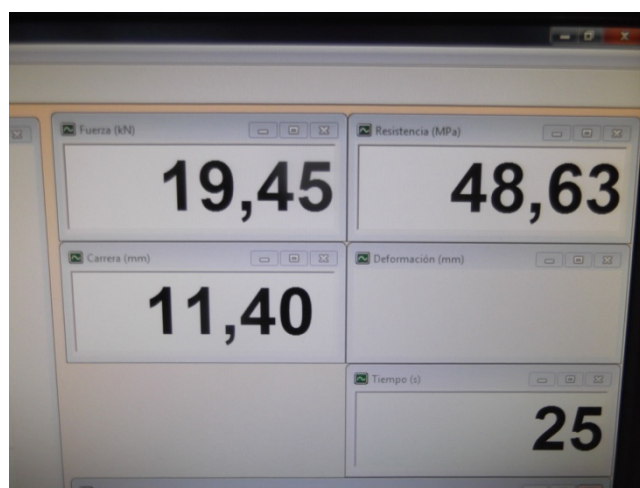 Fuerza (kN)
19,45
Resistencia (MPa)
48,63
Carrera (mm)
11,40
Deformación (mm)
Tiempo (s)
25